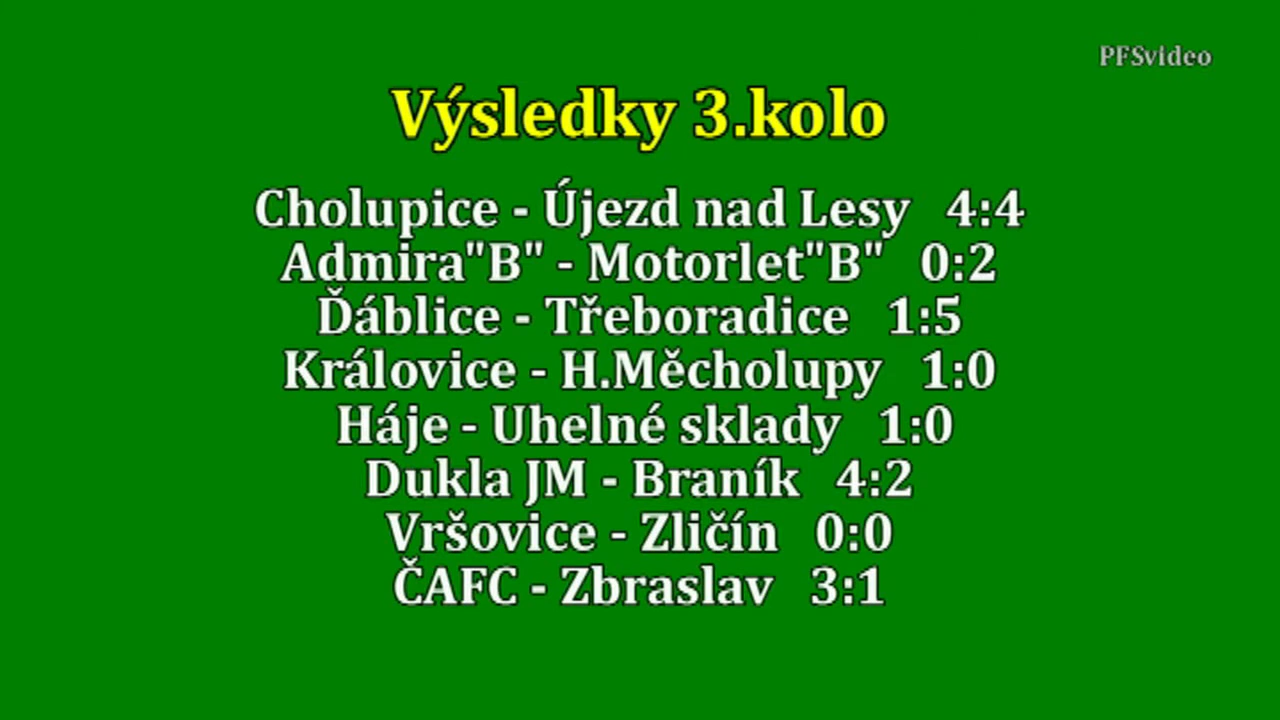 PFSvideo
Výsledky 3.kolo
Cholupice - Újezd nad Lesy 4:4
Admira"B" - Motorlet"B" 0:2
Ďáblice - Třeboradice 1:5
Královice - H.Měcholupy 1:0
Háje - Uhelné sklady 1:0
Dukla JM - Braník 4:2
Vršovice - Zličín 0:0
ČAFC - Zbraslav 3:1